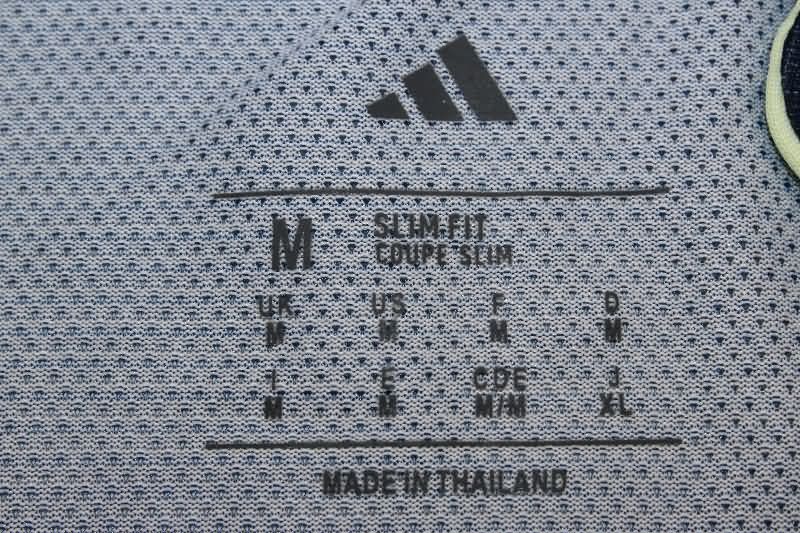 M
SLIM-FIT
COUPE SLIM
UK US F D
M M M M
I E CDE J
M M M/M XL
MADE IN THAILAND